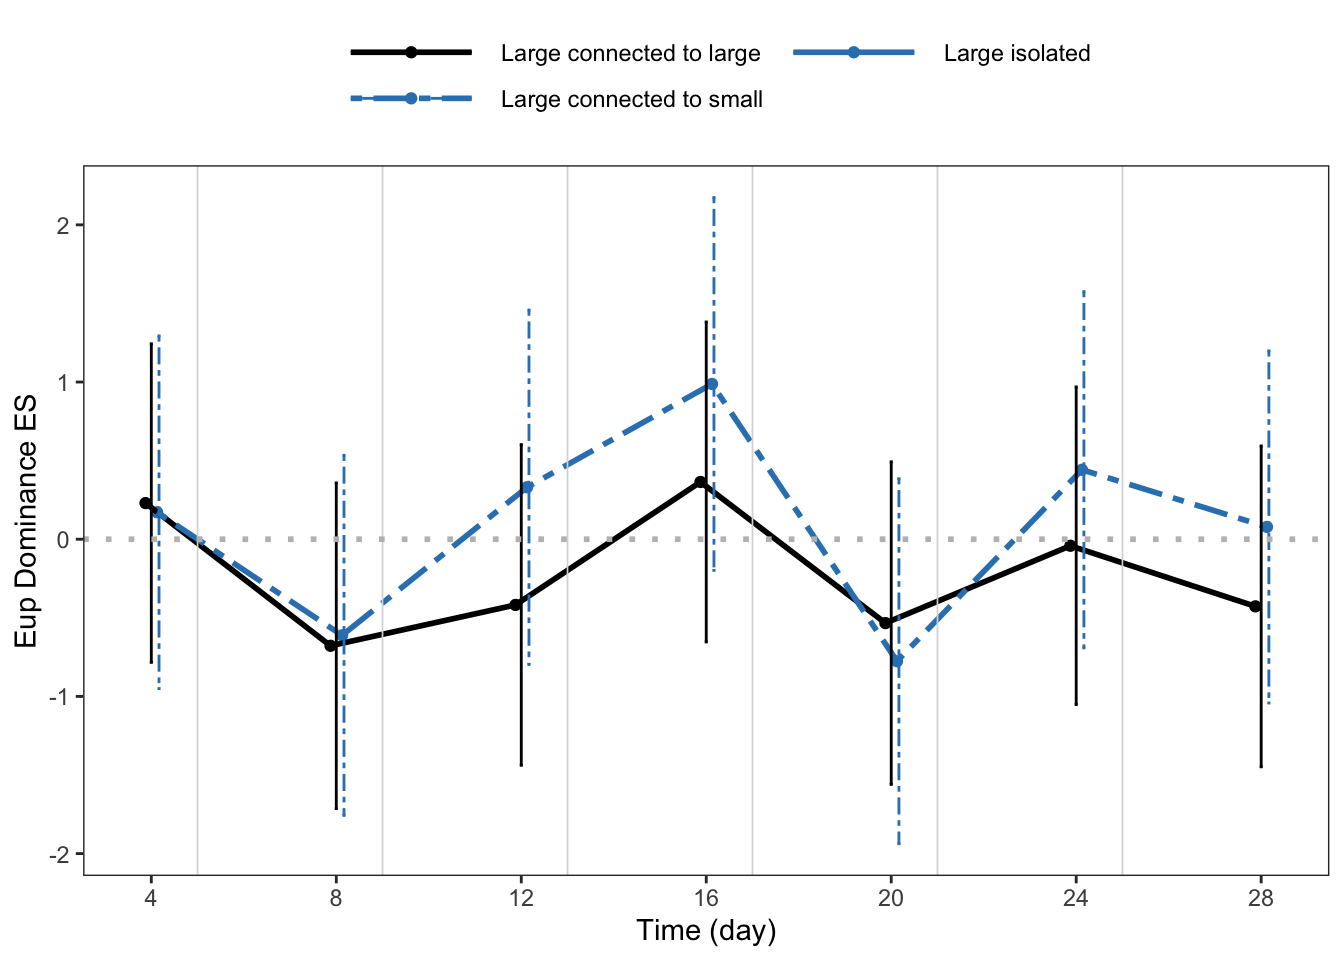 Large connected to large
Large isolated
Large connected to small
Eup Dominance ES
2
1
0
-1
-2
4
8
12
16
20
24
28
Time (day)